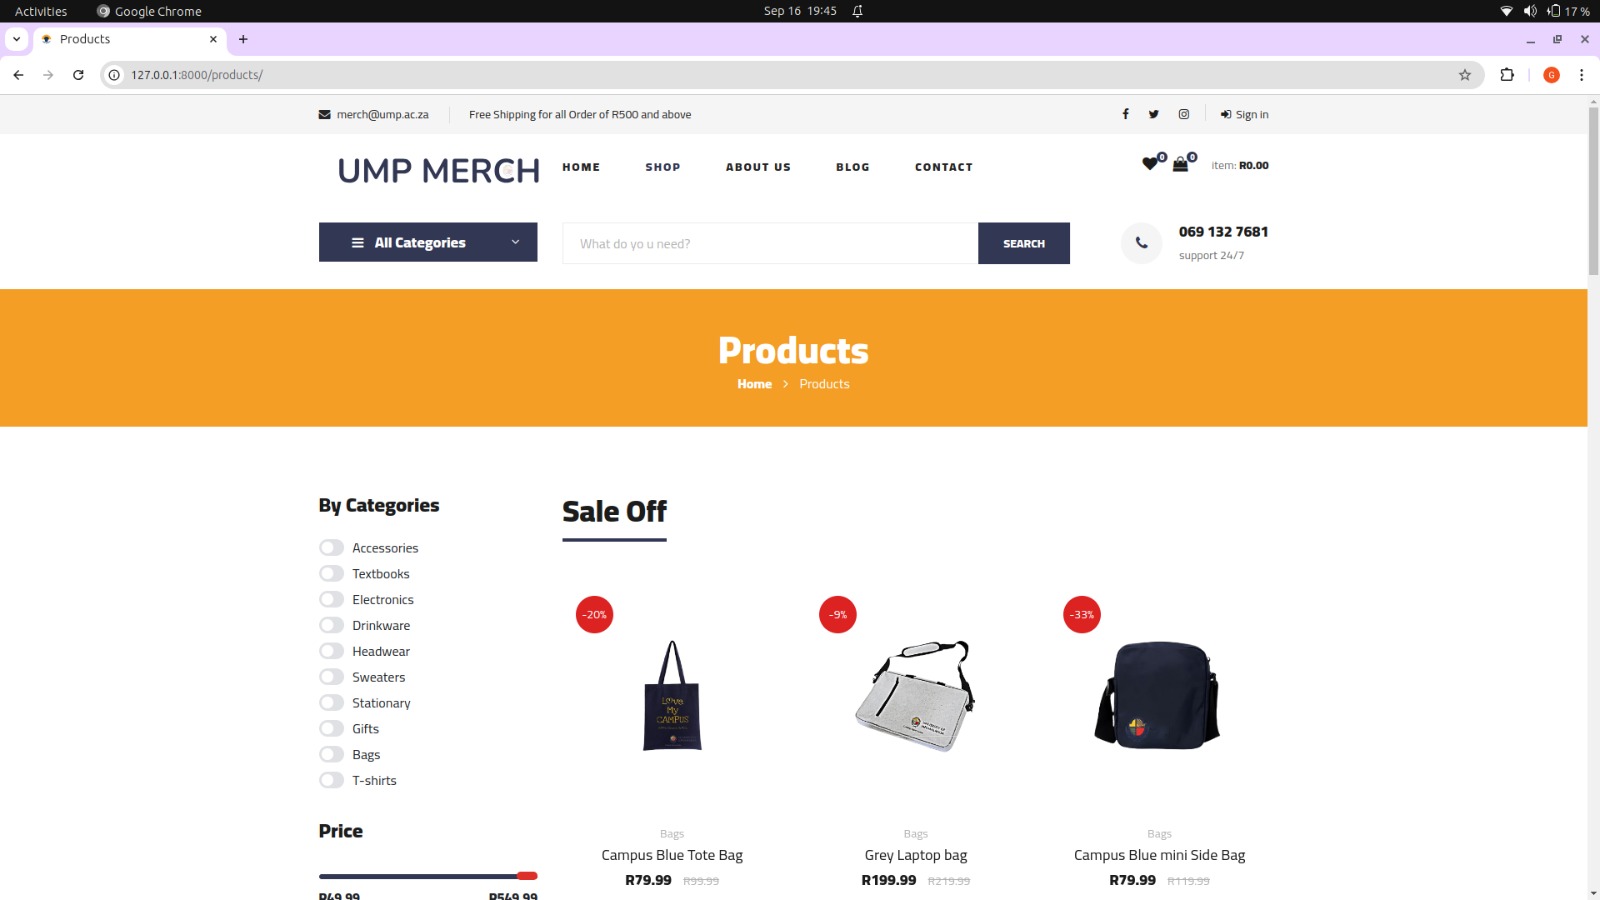 Activities Google Chrome Sep 16 19:45 17 %
Products
127.0.0.1:8000/products/
merch@ump.ac.za Free Shipping for all Order of R500 and above Sign in
UMP MERCH HOME SHOP ABOUT US BLOG CONTACT 0 0 item: R0.00
All Categories What do yo u need? SEARCH 069 132 7681
support 24/7
Products
Home > Products
By Categories
Accessories
Textbooks
Electronics
Drinkware
Headwear
Sweaters
Stationary
Gifts
Bags
T-shirts
Price
R49.99 R549.99
Sale Off
-20% -9% -33%
Love
My
CAMPUS
Bags Bags Bags
Campus Blue Tote Bag Grey Laptop bag Campus Blue mini Side Bag
R79.99 R99.99 R199.99 R219.99 R79.99 R119.99